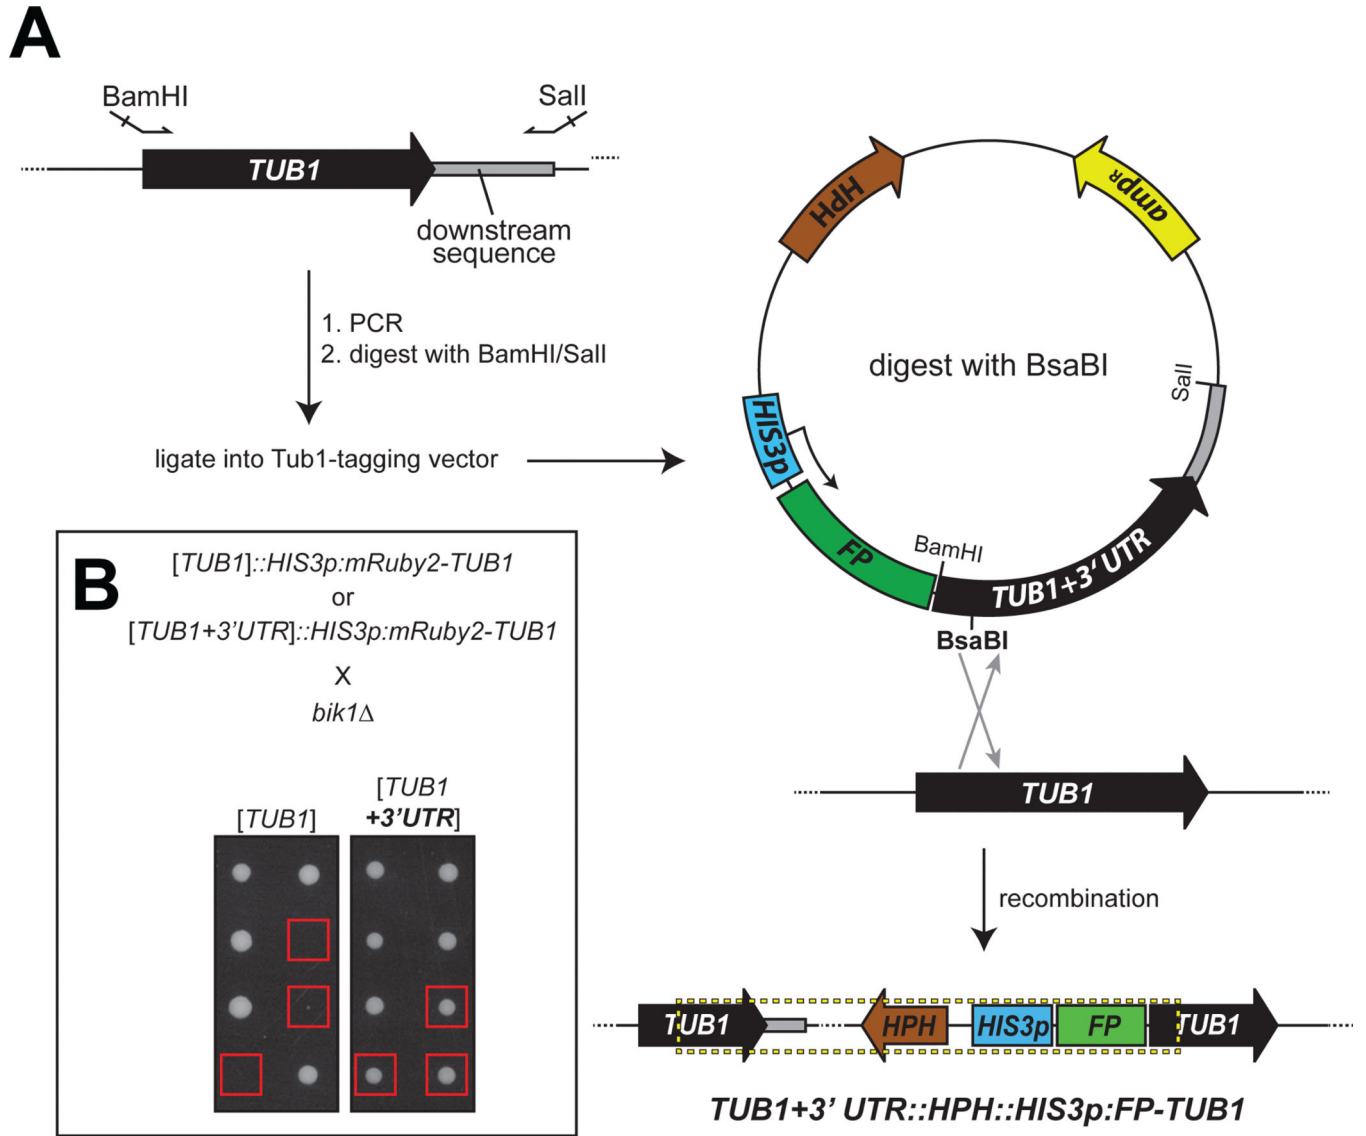 A
BamHI
SalI
TUB1
downstream
sequence
1. PCR
2. digest with BamHI/SalI
ligate into Tub1-tagging vector
HPH
ampR
digest with BsaBI
SalI
HIS3p
FP
BamHI
TUB1+3' UTR
BsaBI
TUB1
recombination
TUB1
HPH
HIS3p
FP
TUB1
TUB1+3' UTR::HPH::HIS3p:FP-TUB1
B
[TUB1]::HIS3p:mRuby2-TUB1
or
[TUB1+3'UTR]::HIS3p:mRuby2-TUB1
X
bik1Δ
[TUB1]
[TUB1
+3'UTR]